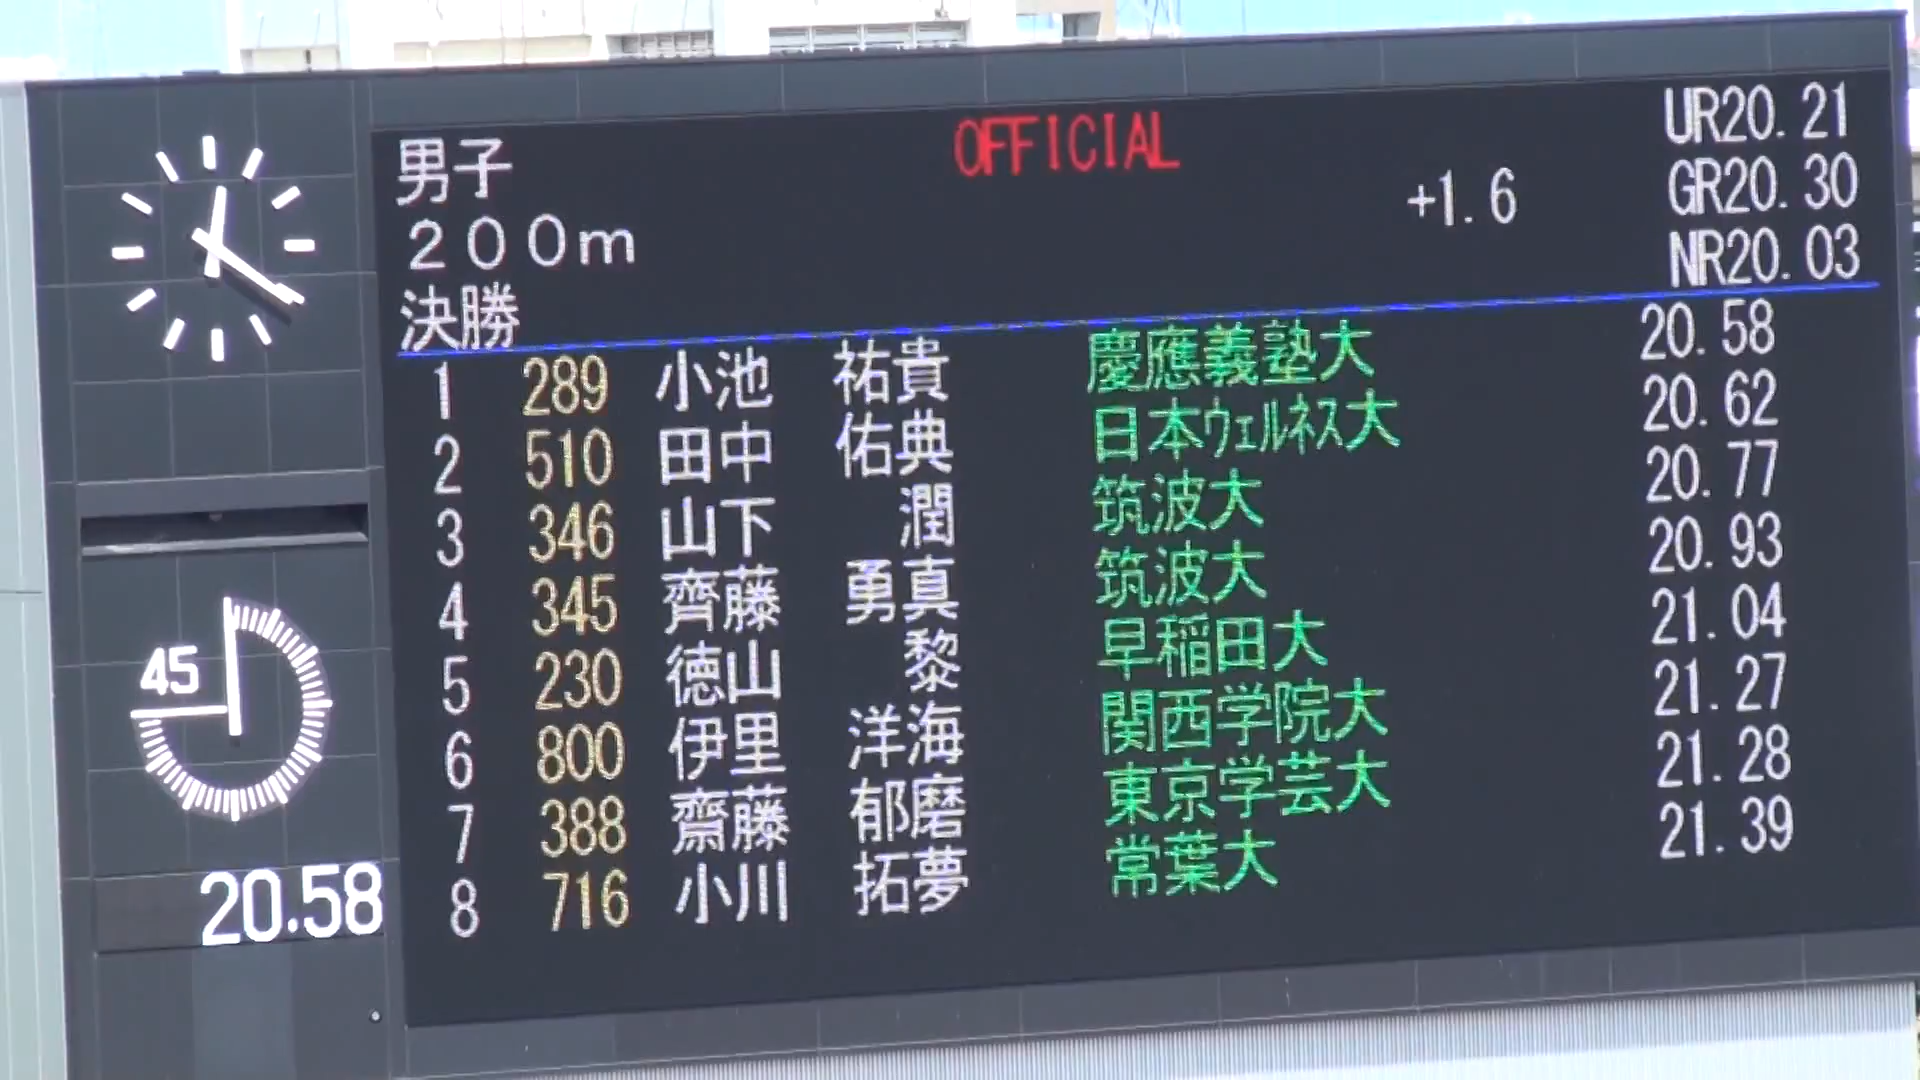 OFFICIAL
男子
２００ｍ
決勝
+1.6
UR20.21
GR20.30
NR20.03
1 289 小池 祐貴 慶應義塾大 20.58
2 510 田中 佑典 日本ｳｪﾙﾈｽ大 20.62
3 346 山下 潤 筑波大 20.77
4 345 齊藤 勇真 筑波大 20.93
5 230 徳山 黎 早稲田大 21.04
6 800 伊里 洋海 関西学院大 21.27
7 388 齋藤 郁磨 東京学芸大 21.28
8 716 小川 拓夢 常葉大 21.39
45
20.58